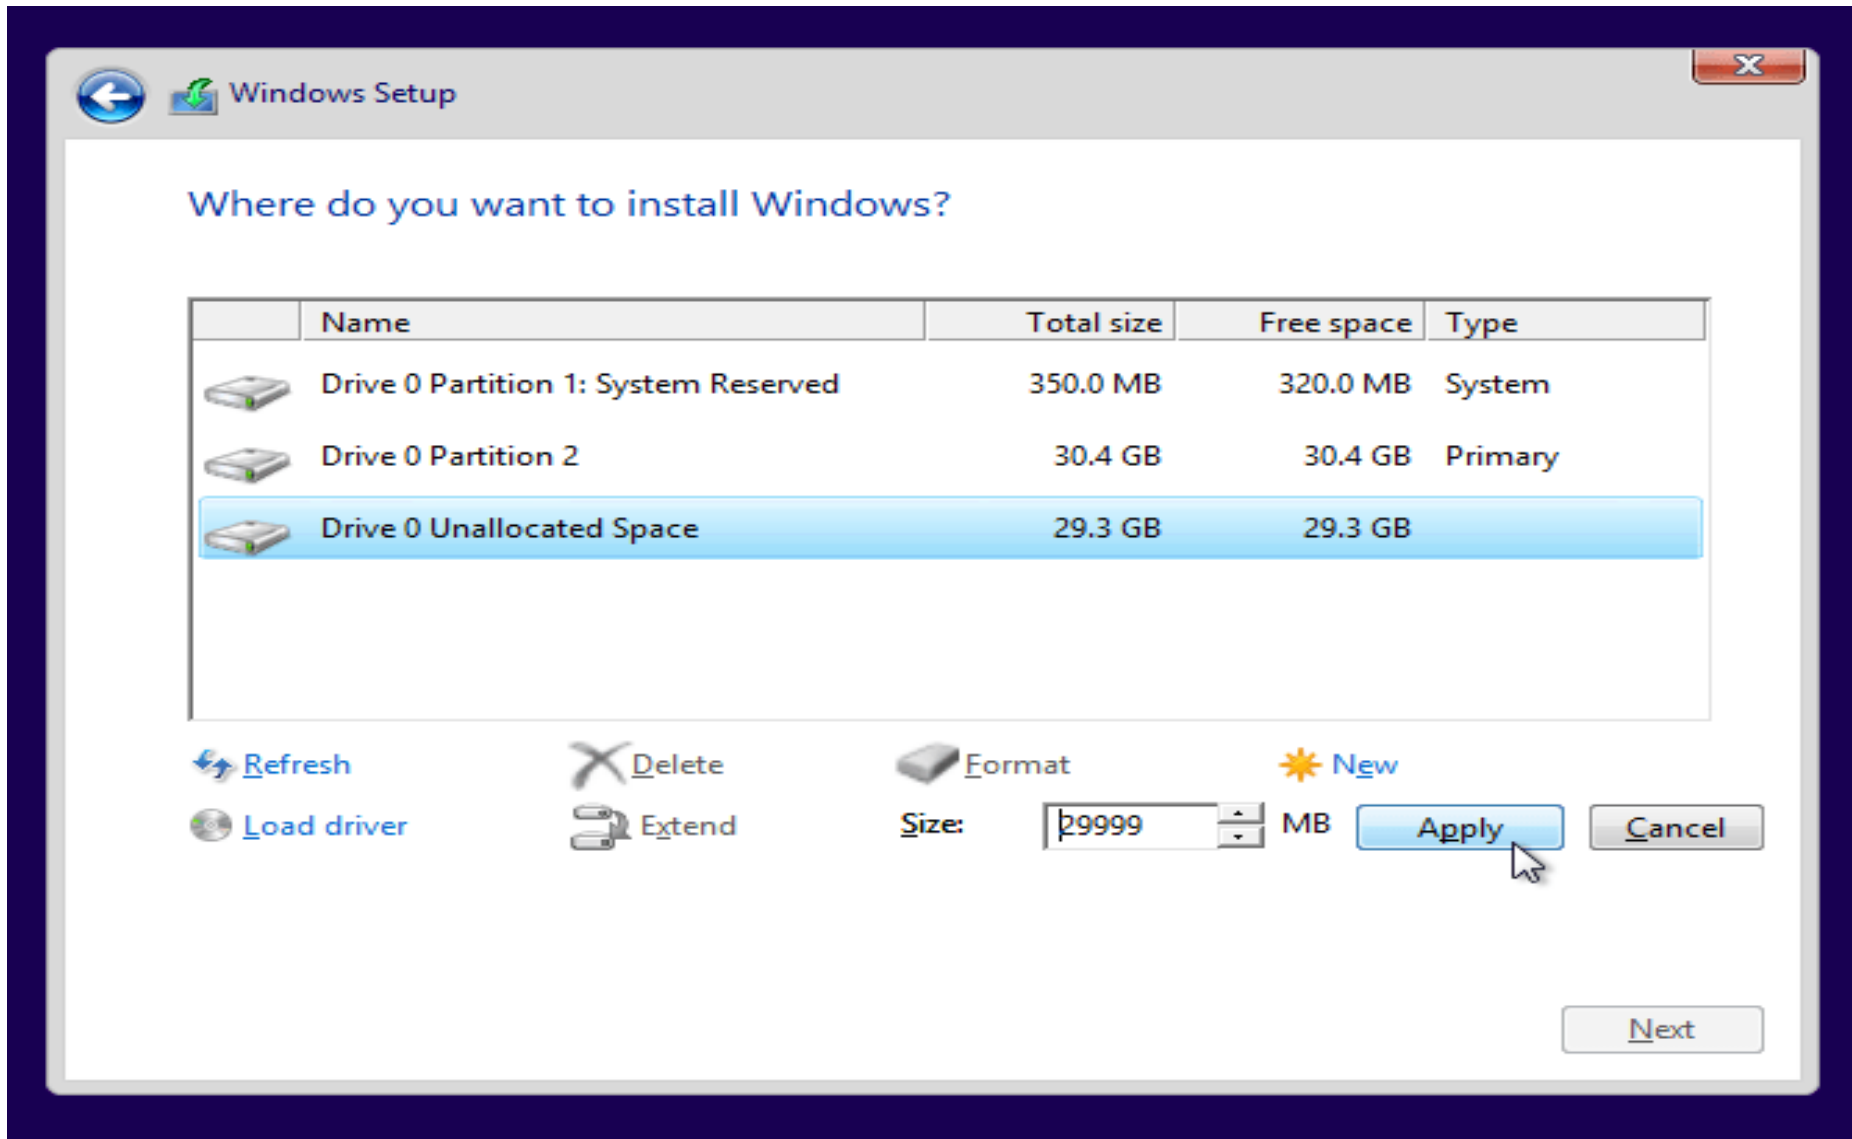 Windows Setup
Where do you want to install Windows?
Name Total size Free space Type
Drive 0 Partition 1: System Reserved 350.0 MB 320.0 MB System
Drive 0 Partition 2 30.4 GB 30.4 GB Primary
Drive 0 Unallocated Space 29.3 GB 29.3 GB
Refresh Delete Format New
Load driver Extend Size: 29999 MB Apply Cancel
Next